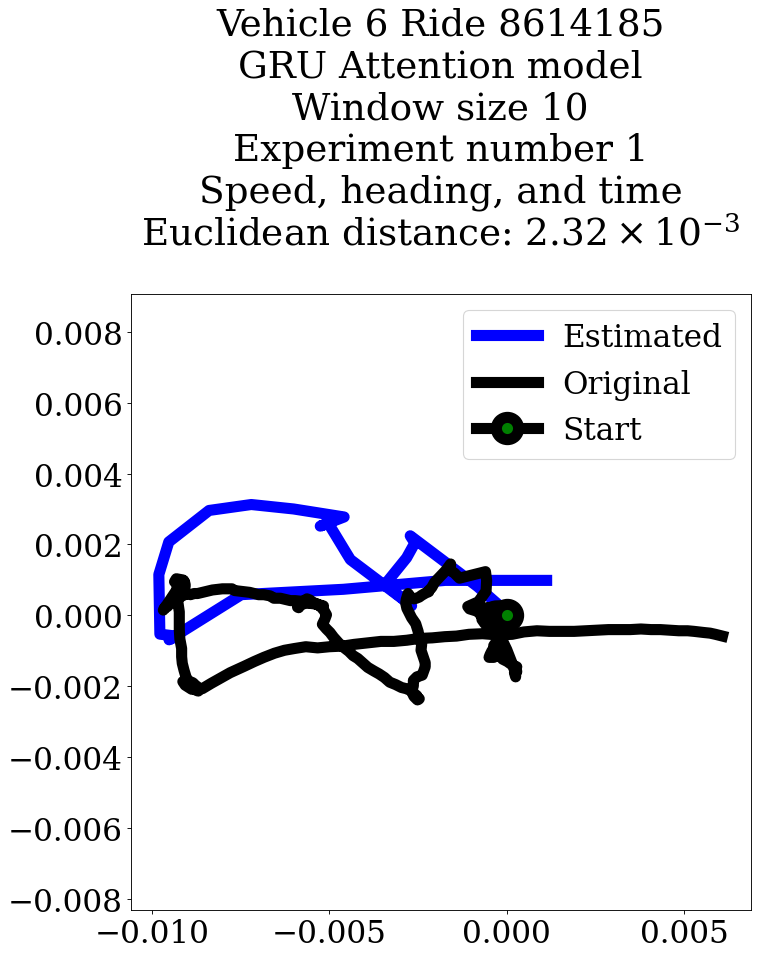 Vehicle 6 Ride 8614185
GRU Attention model
Window size 10
Experiment number 1
Speed, heading, and time
Euclidean distance: 2.32 × 10⁻³
Estimated
Original
Start
0.008
0.006
0.004
0.002
0.000
−0.002
−0.004
−0.006
−0.008
−0.010 −0.005 0.000 0.005